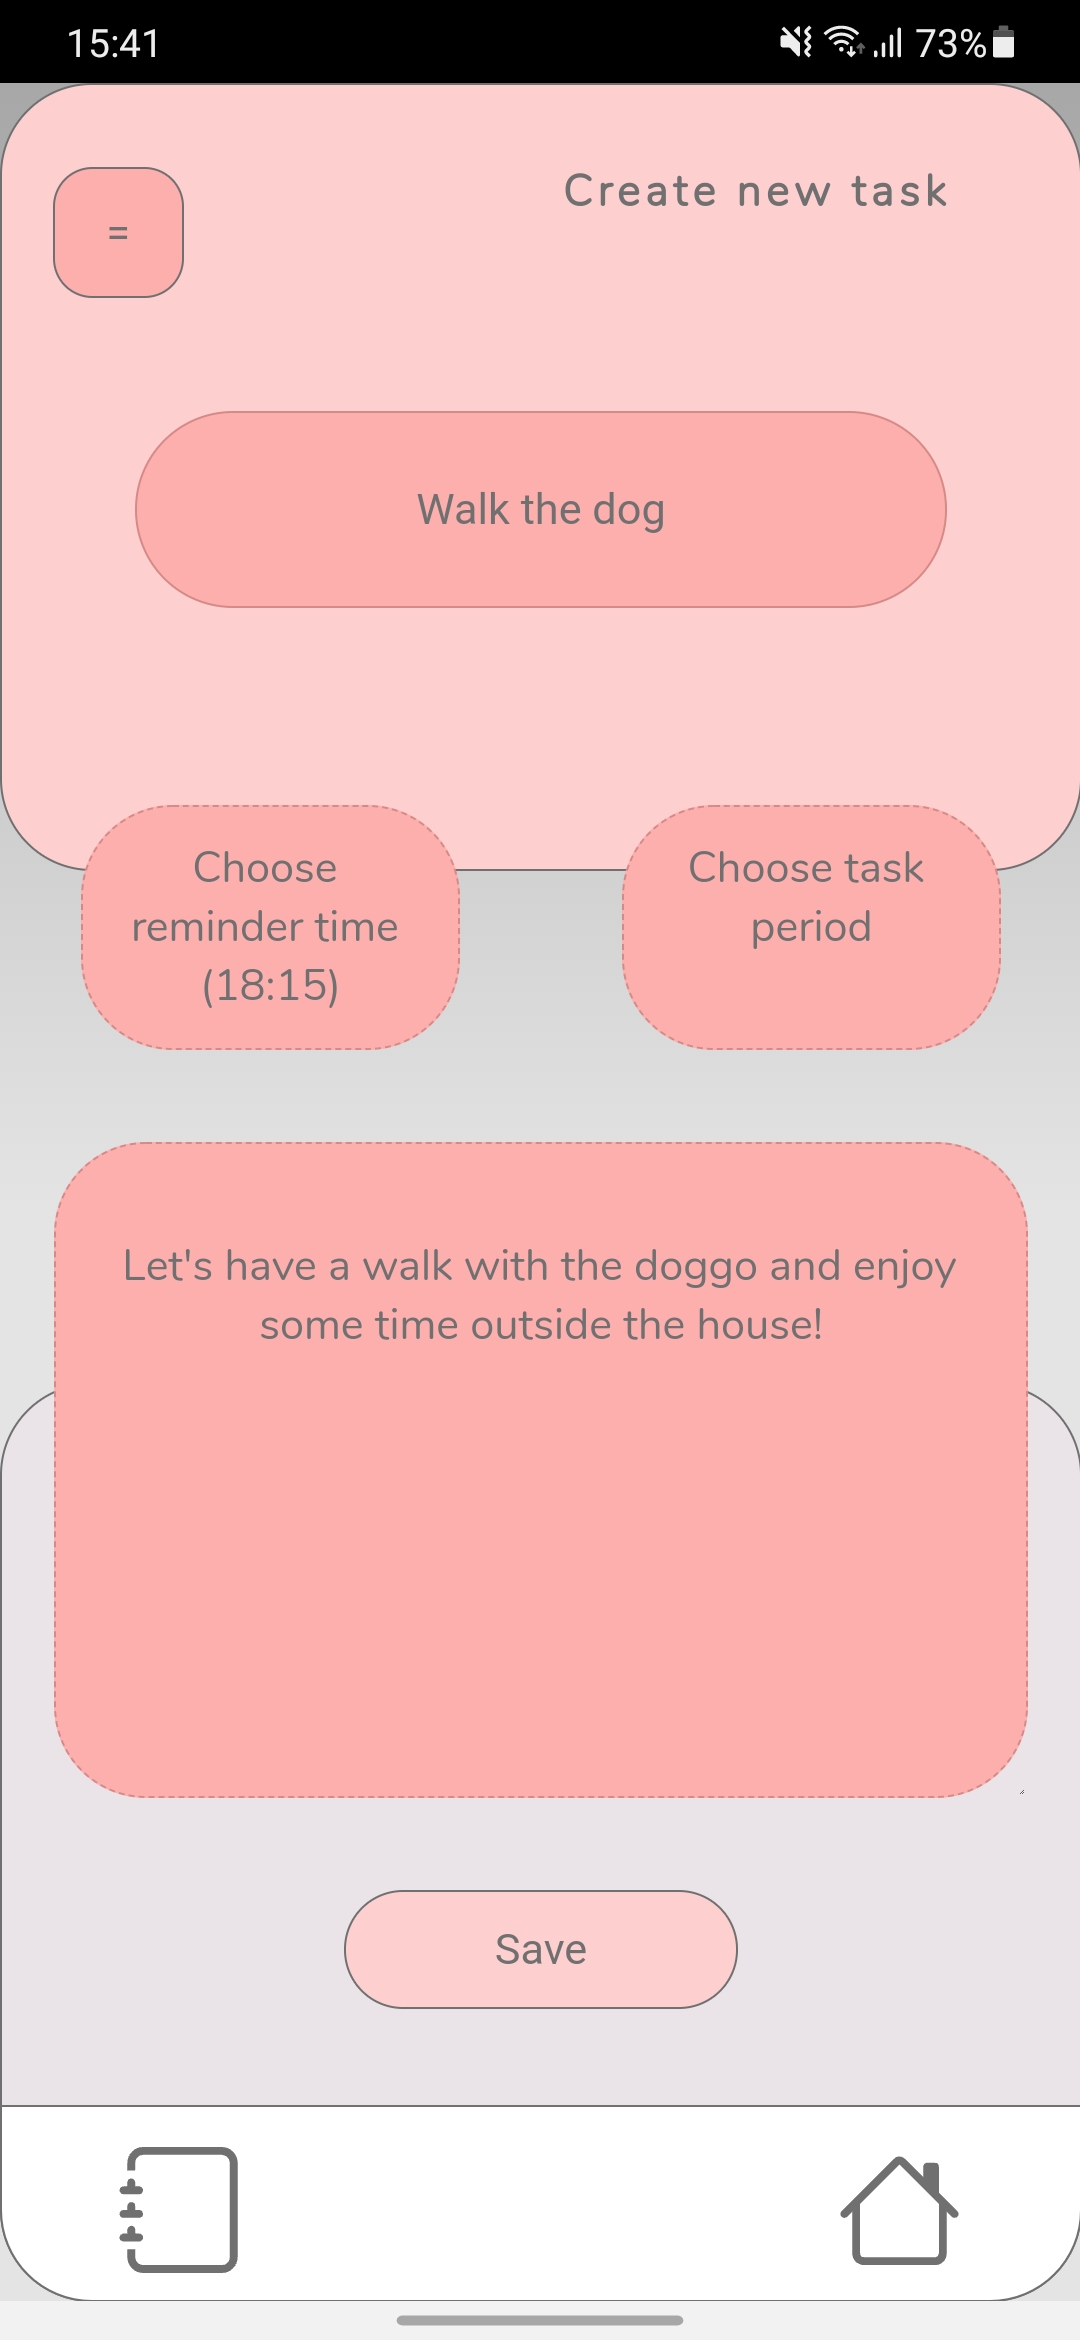 15:41
73%
Create new task
=
Walk the dog
Choose
reminder time
(18:15)
Choose task
period
Let's have a walk with the doggo and enjoy
some time outside the house!
Save